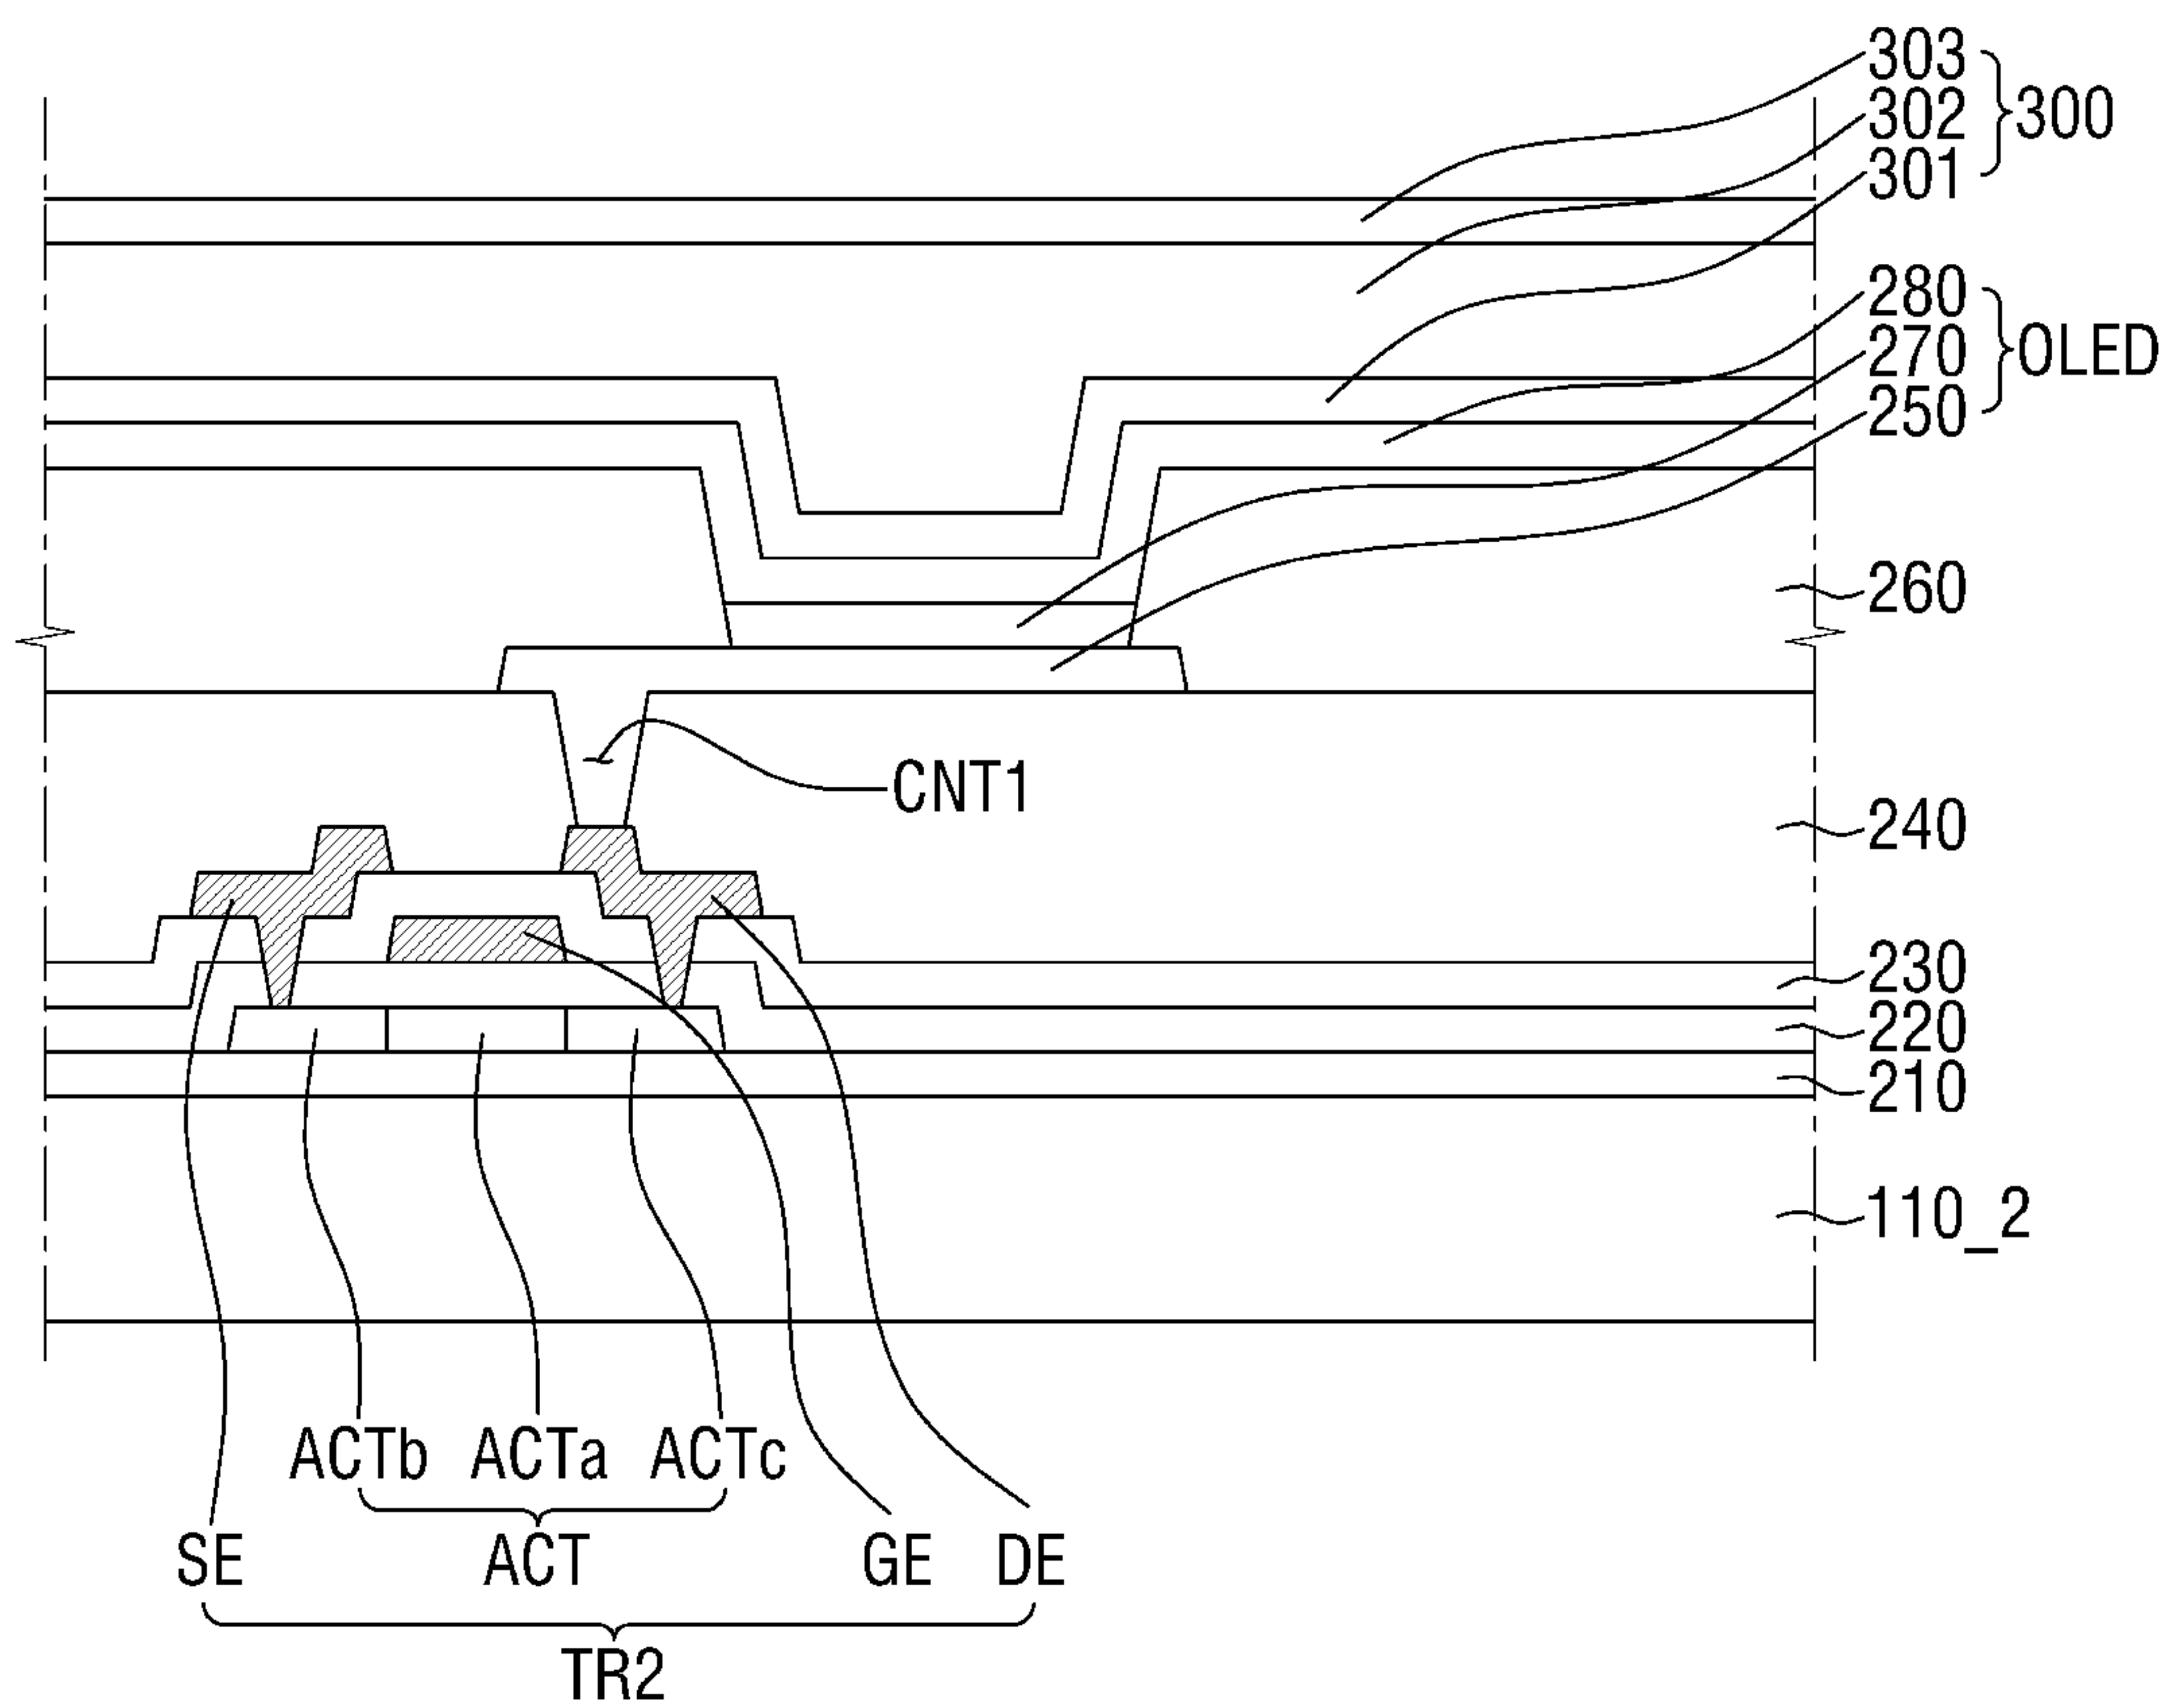 303
302
300
301
280
270
OLED
250
260
CNT1
240
230
220
210
110_2
ACTb ACTa ACTc
SE ACT GE DE
TR2